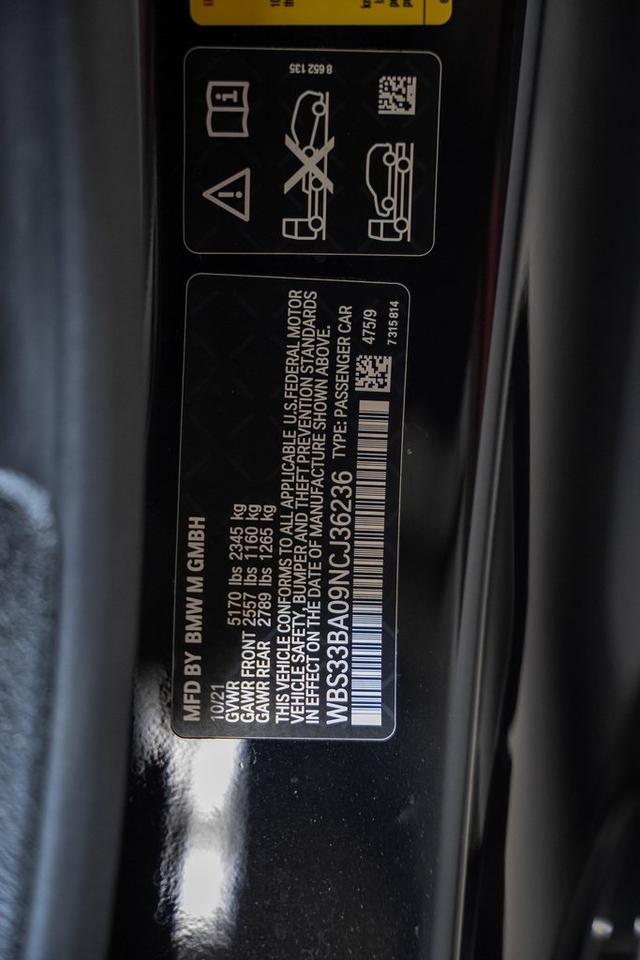 MFD BY BMW M GMBH
10/21
GVWR 5170 lbs 2345 kg
GAWR FRONT 2557 lbs 1160 kg
GAWR REAR 2789 lbs 1265 kg
THIS VEHICLE CONFORMS TO ALL APPLICABLE U.S.FEDERAL MOTOR
VEHICLE SAFETY, BUMPER AND THEFT PREVENTION STANDARDS
IN EFFECT ON THE DATE OF MANUFACTURE SHOWN ABOVE.
WBS33BA09NCJ36236 TYPE: PASSENGER CAR
475/9
7 315 814
8 652 135